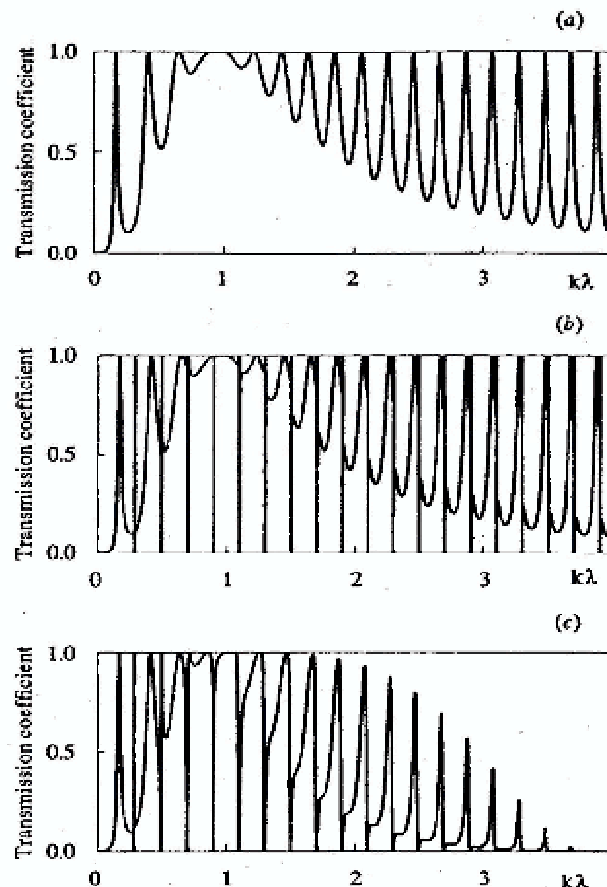 (a)
Transmission coefficient
1.0
0.5
0.0
0 1 2 3 kλ
(b)
Transmission coefficient
1.0
0.5
0.0
0 1 2 3 kλ
(c)
Transmission coefficient
1.0
0.5
0.0
0 1 2 3 kλ